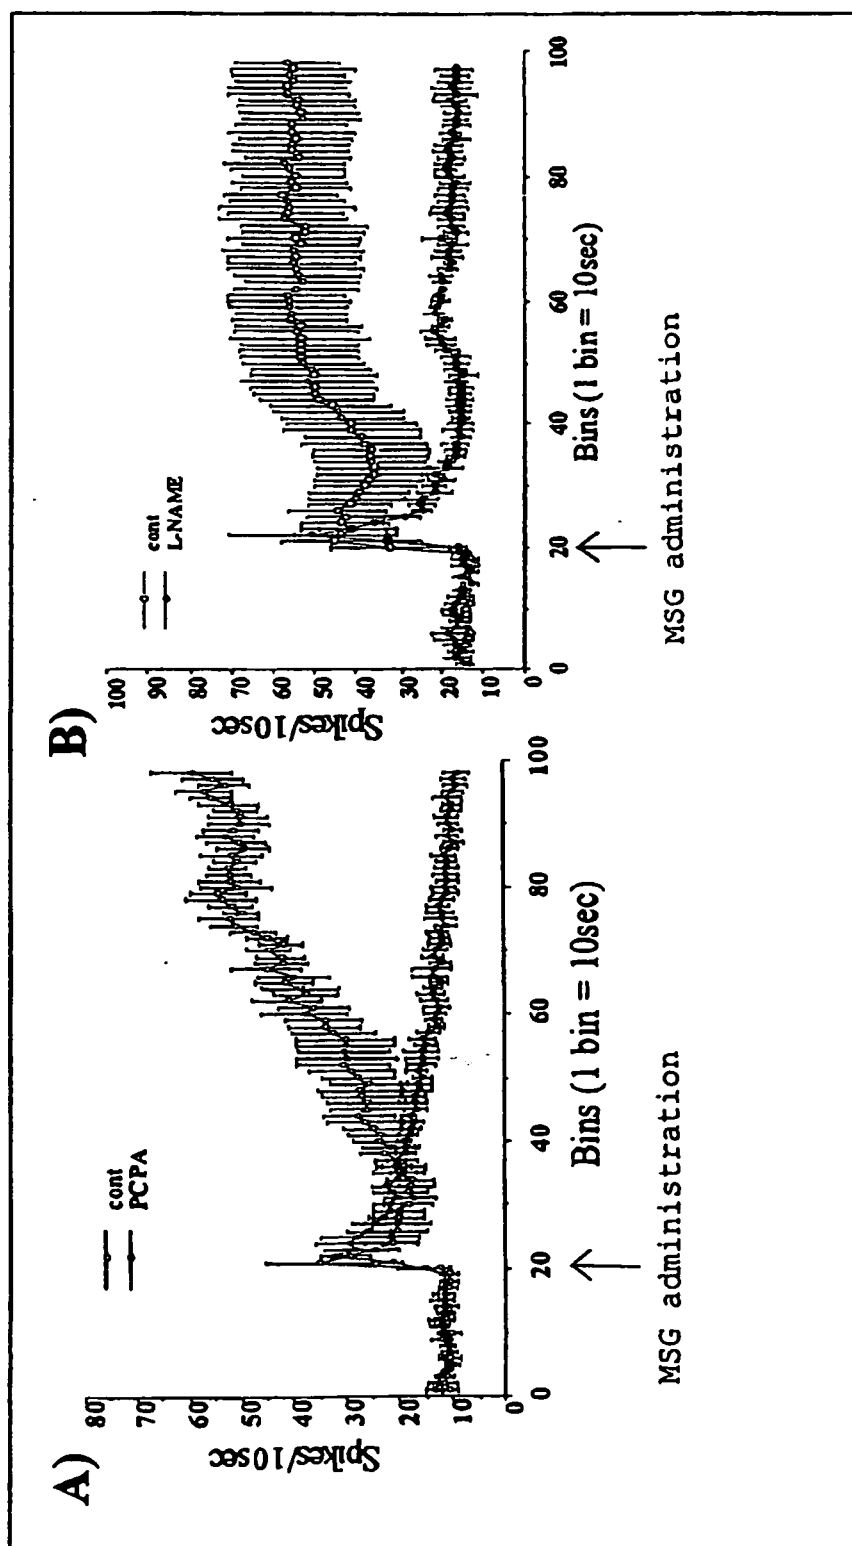 A)
Spikes/10sec
80
70
60
50
40
30
20
10
0
cont
PCPA
0
20
40
60
80
100
Bins (1 bin = 10sec)
MSG administration
B)
Spikes/10sec
100
90
80
70
60
50
40
30
20
10
0
cont
L-NAME
0
20
40
60
80
100
Bins (1 bin = 10sec)
MSG administration